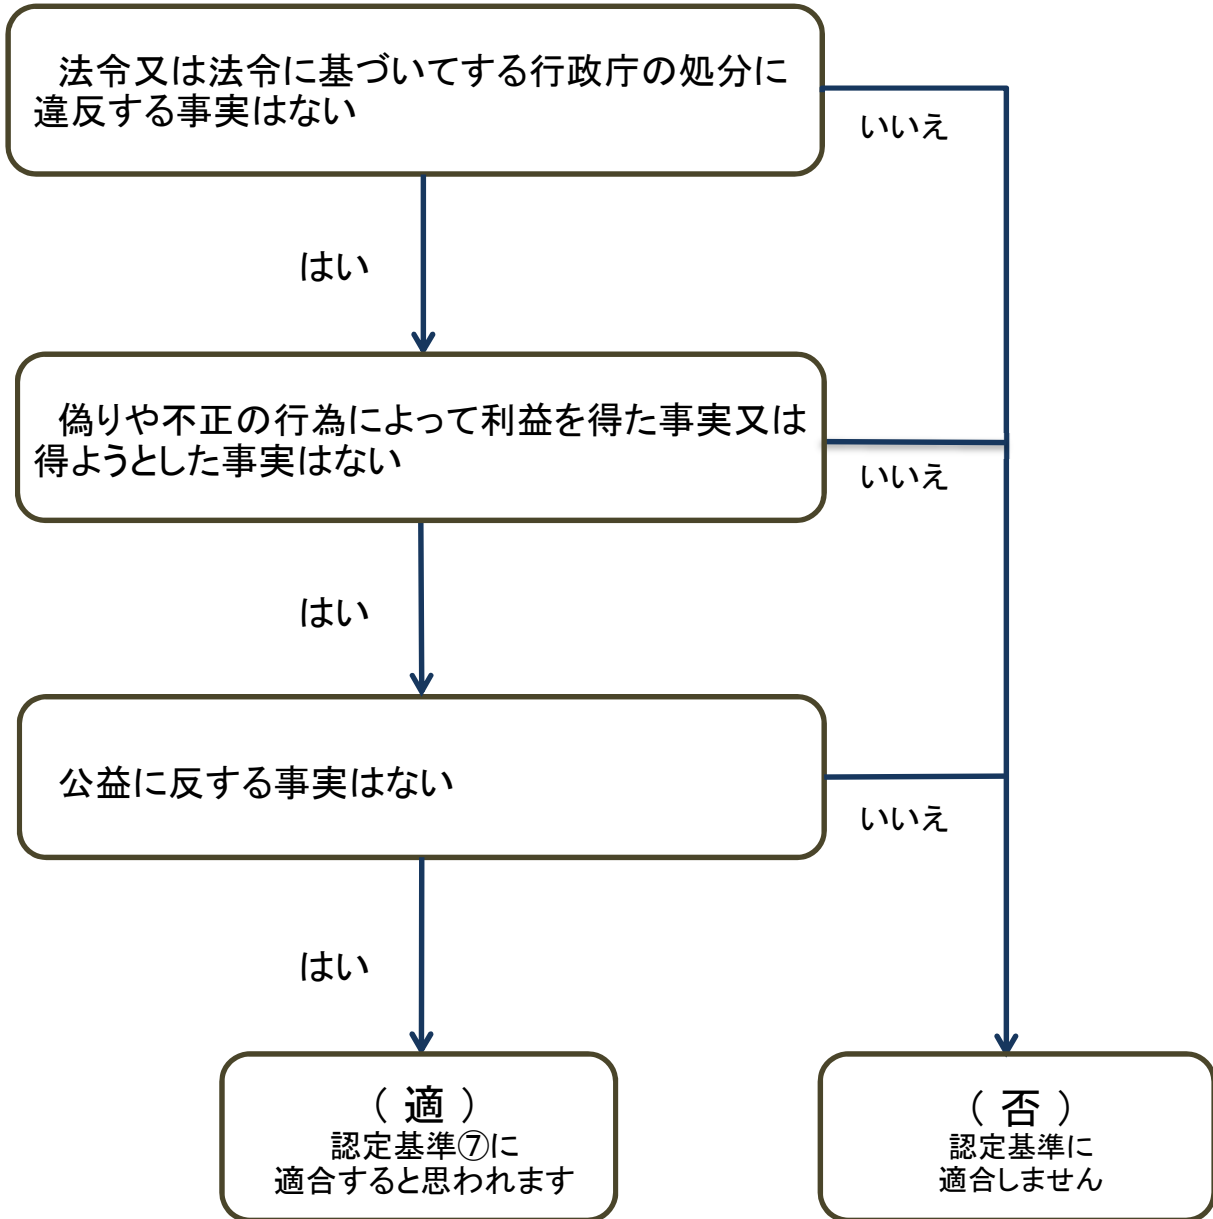 法令又は法令に基づいてする行政庁の処分に
違反する事実はない
いいえ
はい
偽りや不正の行為によって利益を得た事実又は
得ようとした事実はない
いいえ
はい
公益に反する事実はない
いいえ
はい
（ 適 ）
認定基準⑦に
適合すると思われます
（ 否 ）
認定基準に
適合しません